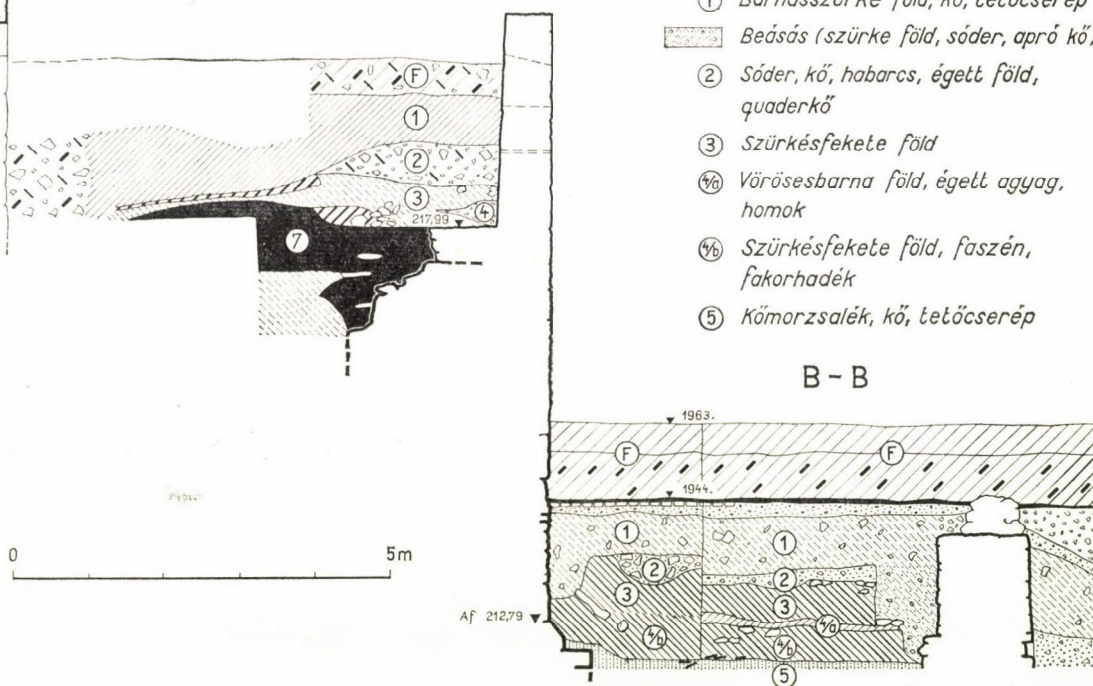 ① Barnásszürke föld, kő, tetőcserép
Beásás (szürke föld, sóder, apró kő)
② Sóder, kő, habarcs, égett föld,
quaderkő
③ Szürkésfekete föld
4/a Vörösesbarna föld, égett agyag,
homok
4/b Szürkésfekete föld, faszén,
fakorhadék
⑤ Kőmorzsalék, kő, tetőcserép
F
1
2
3
4
217,99
7
B - B
1963.
F
F
1944.
1
1
2
2
3
3
4/a
4/b
4/b
5
Af 212,79
0
5m